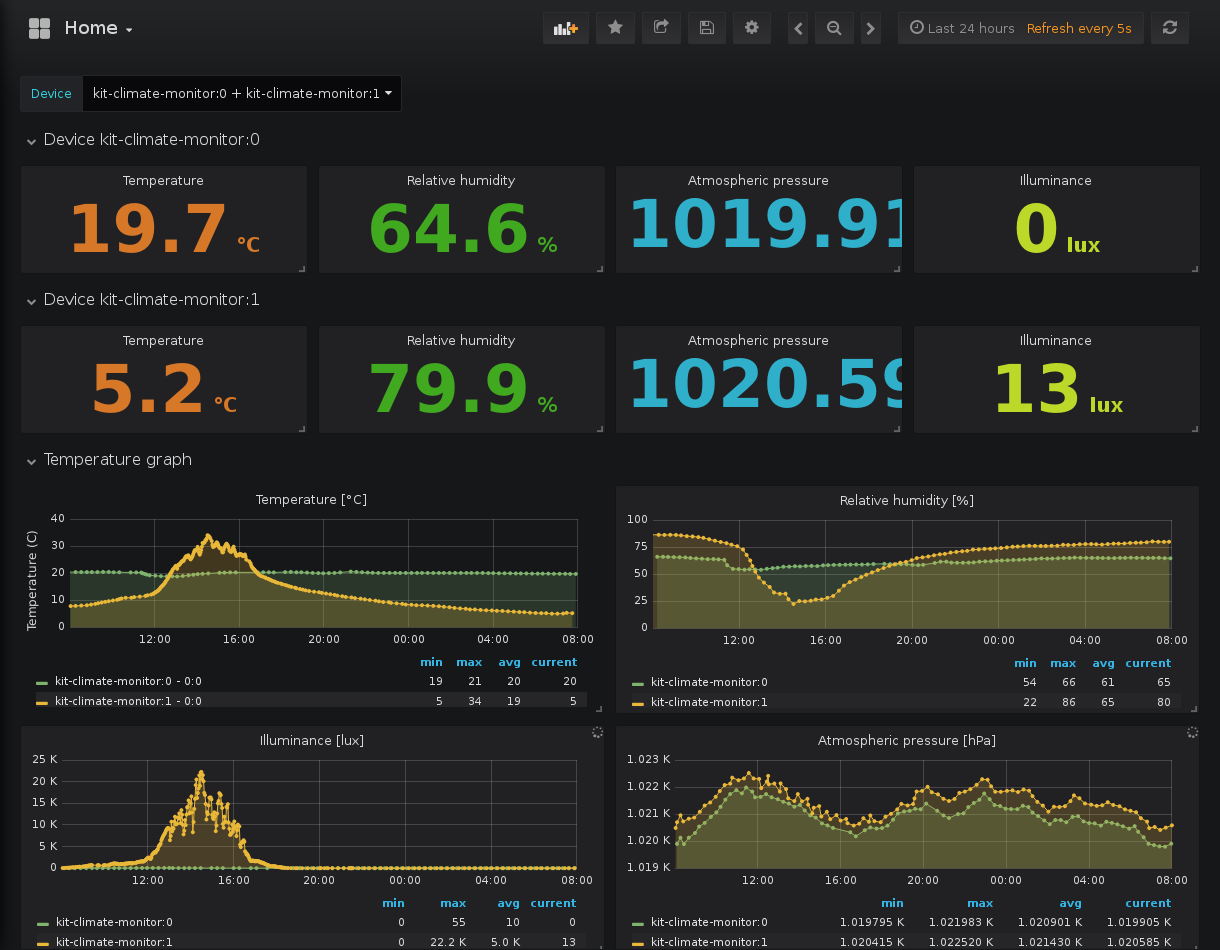 Home
Last 24 hours Refresh every 5s
Device kit-climate-monitor:0 + kit-climate-monitor:1
Device kit-climate-monitor:0
Temperature Relative humidity Atmospheric pressure Illuminance
19.7 °C 64.6 % 1019.91 0 lux
Device kit-climate-monitor:1
Temperature Relative humidity Atmospheric pressure Illuminance
5.2 °C 79.9 % 1020.59 13 lux
Temperature graph
Temperature [°C]
Temperature (C)
40
30
20
10
0
12:00 16:00 20:00 00:00 04:00 08:00
min max avg current
kit-climate-monitor:0 - 0:0 19 21 20 20
kit-climate-monitor:1 - 0:0 5 34 19 5
Relative humidity [%]
100
75
50
25
0
12:00 16:00 20:00 00:00 04:00 08:00
min max avg current
kit-climate-monitor:0 54 66 61 65
kit-climate-monitor:1 22 86 65 80
Illuminance [lux]
25 K
20 K
15 K
10 K
5 K
0
12:00 16:00 20:00 00:00 04:00 08:00
min max avg current
kit-climate-monitor:0 0 55 10 0
kit-climate-monitor:1 0 22.2 K 5.0 K 13
Atmospheric pressure [hPa]
1.023 K
1.022 K
1.021 K
1.020 K
1.019 K
12:00 16:00 20:00 00:00 04:00 08:00
min max avg current
kit-climate-monitor:0 1.019795 K 1.021983 K 1.020901 K 1.019905 K
kit-climate-monitor:1 1.020415 K 1.022520 K 1.021430 K 1.020585 K